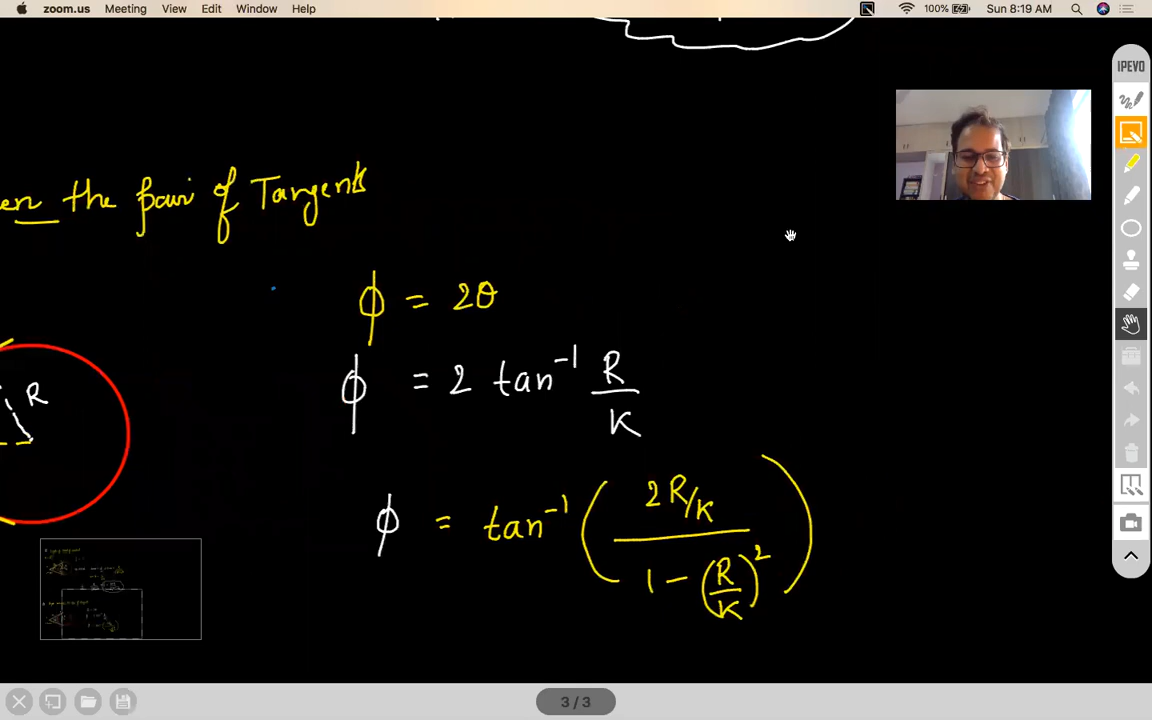 zoom.us Meeting View Edit Window Help 100% Sun 8:19 AM
IPEVO
en the pair of Tangents
ϕ = 2θ
R
ϕ = 2 tan⁻¹ R/K
ϕ = tan⁻¹ ( 2R/K / 1 - (R/K)² )
3 / 3